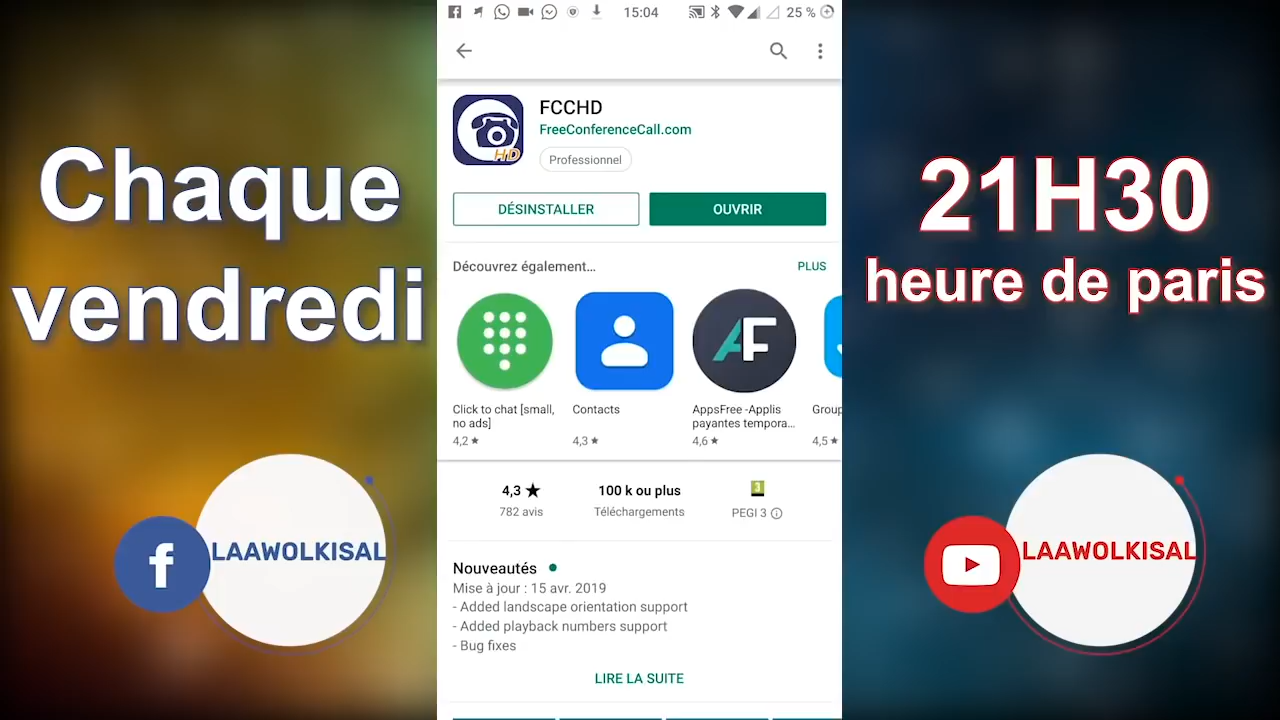 Chaque
vendredi
LAAWOLKISAL
15:04
25 %
FCCHD
FreeConferenceCall.com
HD
Professionnel
DÉSINSTALLER
OUVRIR
Découvrez également…
PLUS
Click to chat [small,
no ads]
4,2 ★
Contacts
4,3 ★
AppsFree -Applis
payantes tempora…
4,6 ★
Group
4,5 ★
4,3 ★
782 avis
100 k ou plus
Téléchargements
3
PEGI 3
Nouveautés
Mise à jour : 15 avr. 2019
- Added landscape orientation support
- Added playback numbers support
- Bug fixes
LIRE LA SUITE
21H30
heure de paris
LAAWOLKISAL